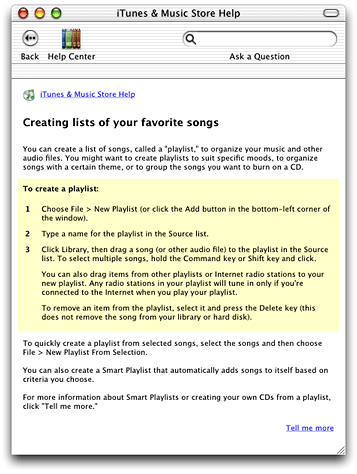 iTunes & Music Store Help
Back Help Center Ask a Question
iTunes & Music Store Help
Creating lists of your favorite songs
You can create a list of songs, called a "playlist," to organize your music and other
audio files. You might want to create playlists to suit specific moods, to organize
songs with a certain theme, or to group the songs you want to burn on a CD.
To create a playlist:
1 Choose File > New Playlist (or click the Add button in the bottom-left corner of
the window).
2 Type a name for the playlist in the Source list.
3 Click Library, then drag a song (or other audio file) to the playlist in the Source
list. To select multiple songs, hold the Command key or Shift key and click.
You can also drag items from other playlists or Internet radio stations to your
new playlist. Any radio stations in your playlist will tune in only if you're
connected to the Internet when you play your playlist.
To remove an item from the playlist, select it and press the Delete key (this
does not remove the song from your library or hard disk).
To quickly create a playlist from selected songs, select the songs and then choose
File > New Playlist From Selection.
You can also create a Smart Playlist that automatically adds songs to itself based on
criteria you choose.
For more information about Smart Playlists or creating your own CDs from a playlist,
click "Tell me more."
Tell me more